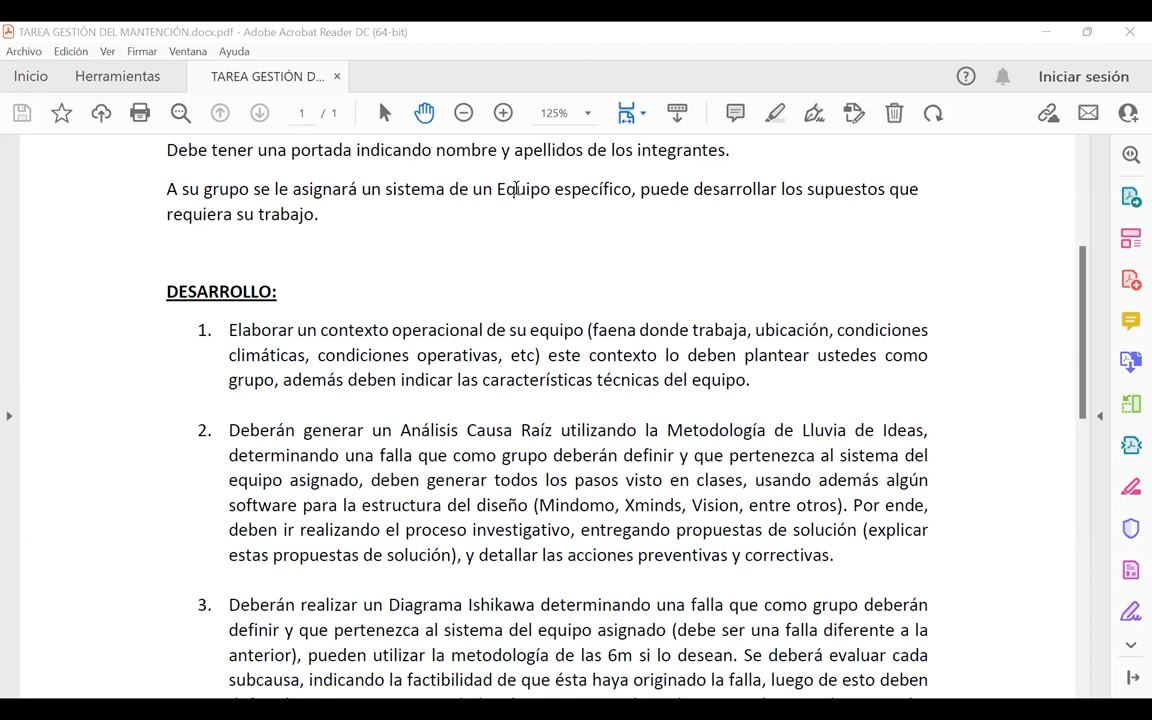 TAREA GESTIÓN DEL MANTENCIÓN.docx.pdf - Adobe Acrobat Reader DC (64-bit)
Archivo Edición Ver Firmar Ventana Ayuda
Inicio Herramientas TAREA GESTIÓN D... × Iniciar sesión
1 / 1 125%
Debe tener una portada indicando nombre y apellidos de los integrantes.
A su grupo se le asignará un sistema de un Equipo específico, puede desarrollar los supuestos que
requiera su trabajo.
DESARROLLO:
1. Elaborar un contexto operacional de su equipo (faena donde trabaja, ubicación, condiciones
climáticas, condiciones operativas, etc) este contexto lo deben plantear ustedes como
grupo, además deben indicar las características técnicas del equipo.
2. Deberán generar un Análisis Causa Raíz utilizando la Metodología de Lluvia de Ideas,
determinando una falla que como grupo deberán definir y que pertenezca al sistema del
equipo asignado, deben generar todos los pasos visto en clases, usando además algún
software para la estructura del diseño (Mindomo, Xminds, Vision, entre otros). Por ende,
deben ir realizando el proceso investigativo, entregando propuestas de solución (explicar
estas propuestas de solución), y detallar las acciones preventivas y correctivas.
3. Deberán realizar un Diagrama Ishikawa determinando una falla que como grupo deberán
definir y que pertenezca al sistema del equipo asignado (debe ser una falla diferente a la
anterior), pueden utilizar la metodología de las 6m si lo desean. Se deberá evaluar cada
subcausa, indicando la factibilidad de que ésta haya originado la falla, luego de esto deben